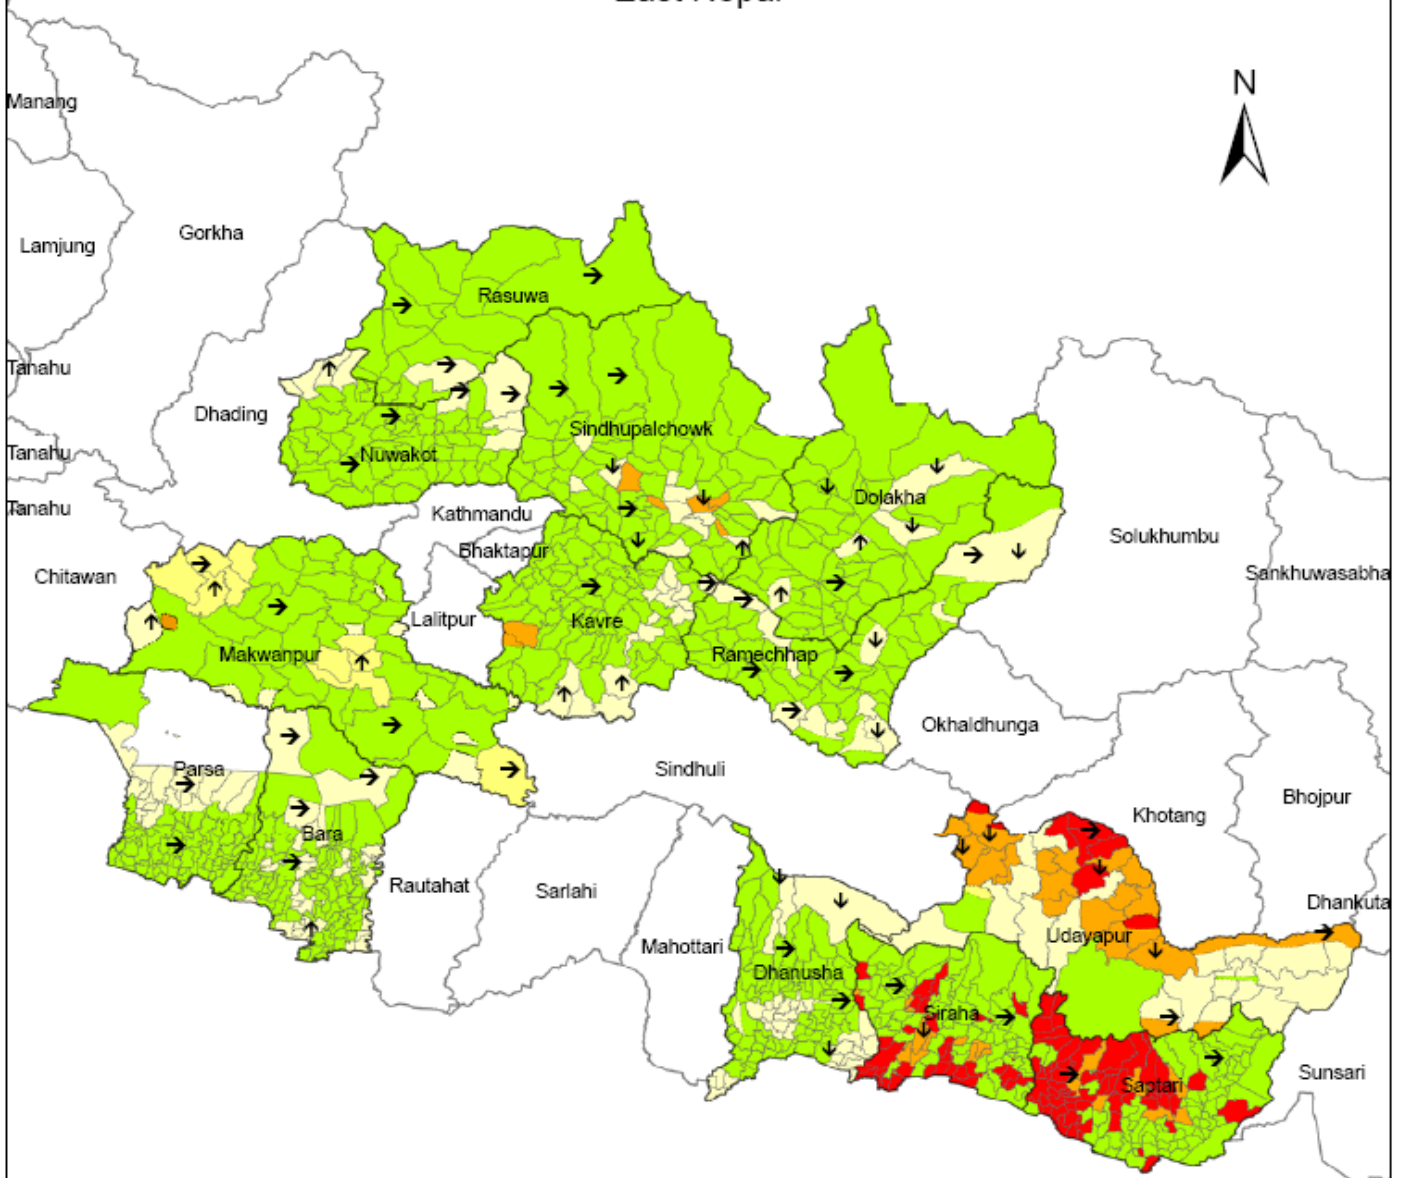 N
Manang
Gorkha
Lamjung
Rasuwa
Tanahu
Dhading
Sindhupalchowk
Tanahu
Nuwakot
Dolakha
Tanahu
Kathmandu
Solukhumbu
Bhaktapur
Chitawan
Sankhuwasabha
Lalitpur
Kavre
Makwanpur
Ramechhap
Okhaldhunga
Parsa
Sindhuli
Bhojpur
Khotang
Bara
Rautahat
Sarlahi
Dhankuta
Udayapur
Mahottari
Dhanusha
Siraha
Sunsari
Saptari